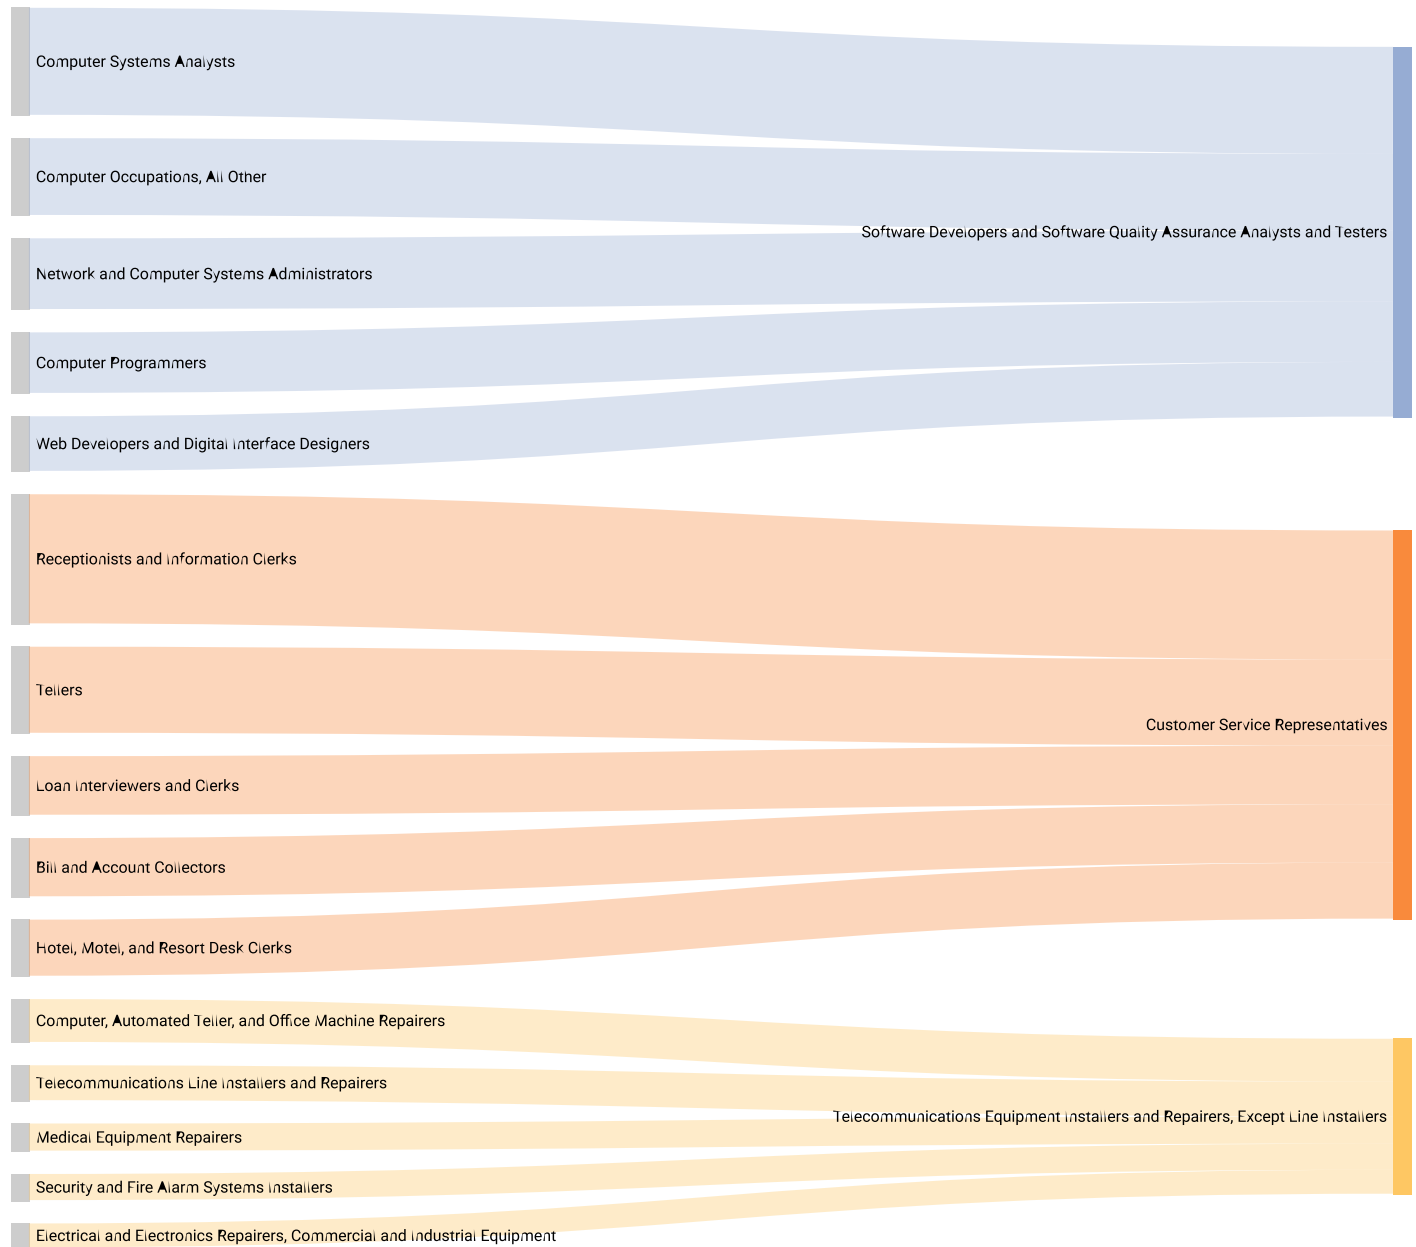 Computer Systems Analysts
Computer Occupations, All Other
Software Developers and Software Quality Assurance Analysts and Testers
Network and Computer Systems Administrators
Computer Programmers
Web Developers and Digital Interface Designers
Receptionists and Information Clerks
Tellers
Customer Service Representatives
Loan Interviewers and Clerks
Bill and Account Collectors
Hotel, Motel, and Resort Desk Clerks
Computer, Automated Teller, and Office Machine Repairers
Telecommunications Line Installers and Repairers
Telecommunications Equipment Installers and Repairers, Except Line Installers
Medical Equipment Repairers
Security and Fire Alarm Systems Installers
Electrical and Electronics Repairers, Commercial and Industrial Equipment